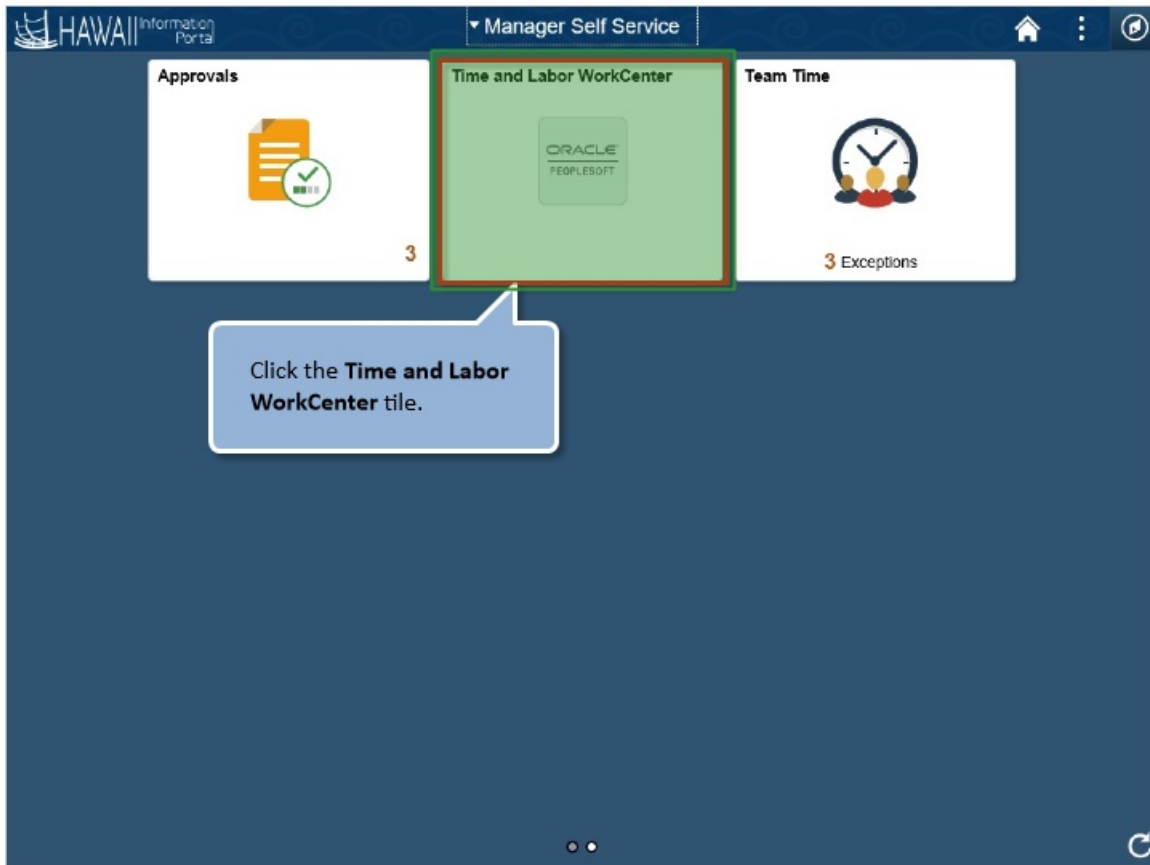 HAWAII Information Portal
Manager Self Service
Approvals
3
Time and Labor WorkCenter
ORACLE
PEOPLESOFT
Team Time
3 Exceptions
Click the Time and Labor
WorkCenter tile.